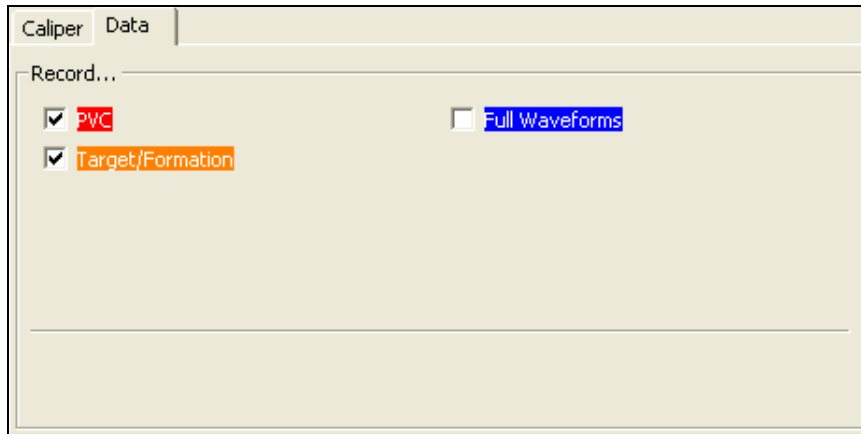 Caliper Data
Record...
PVC Full Waveforms
Target/Formation